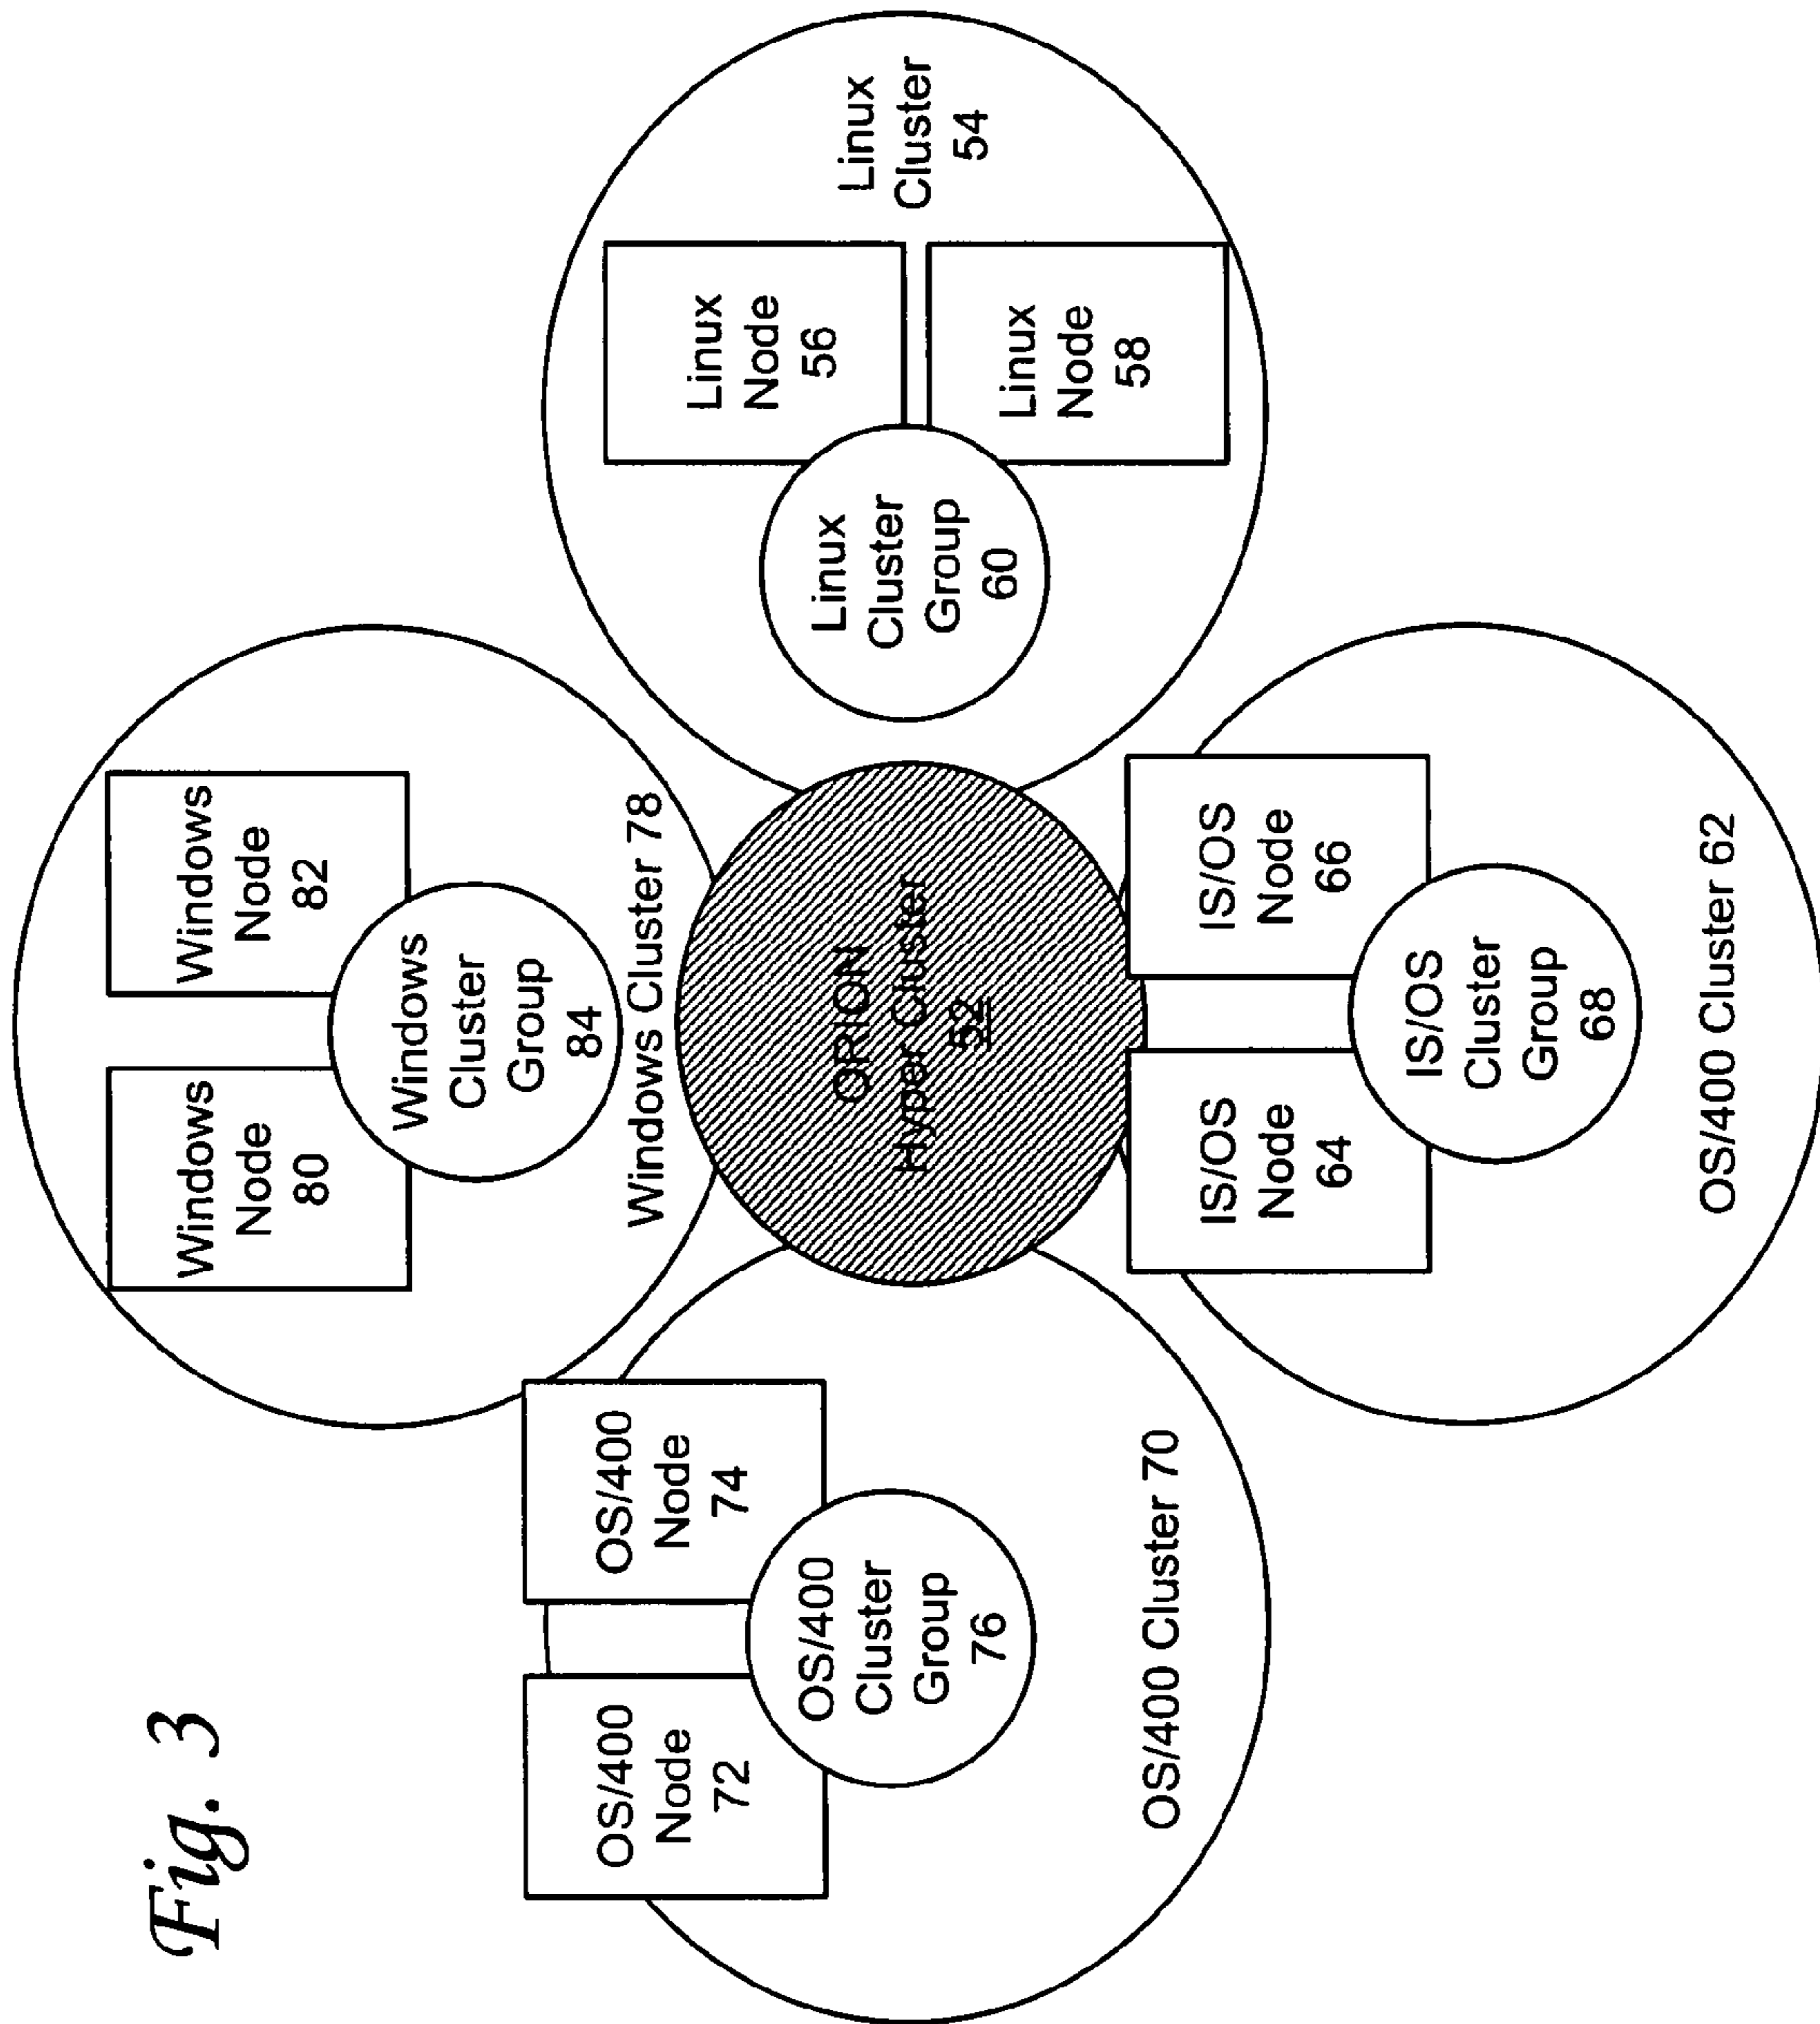 Fig. 3
Windows
Node
80
Windows
Node
82
Windows
Cluster
Group
84
Windows Cluster 78
OS/400
Node
72
OS/400
Node
74
OS/400
Cluster
Group
76
OS/400 Cluster 70
ORION
Hyper Cluster
52
Linux
Cluster
Group
60
Linux
Node
56
Linux
Node
58
Linux
Cluster
54
IS/OS
Node
64
IS/OS
Node
66
IS/OS
Cluster
Group
68
OS/400 Cluster 62